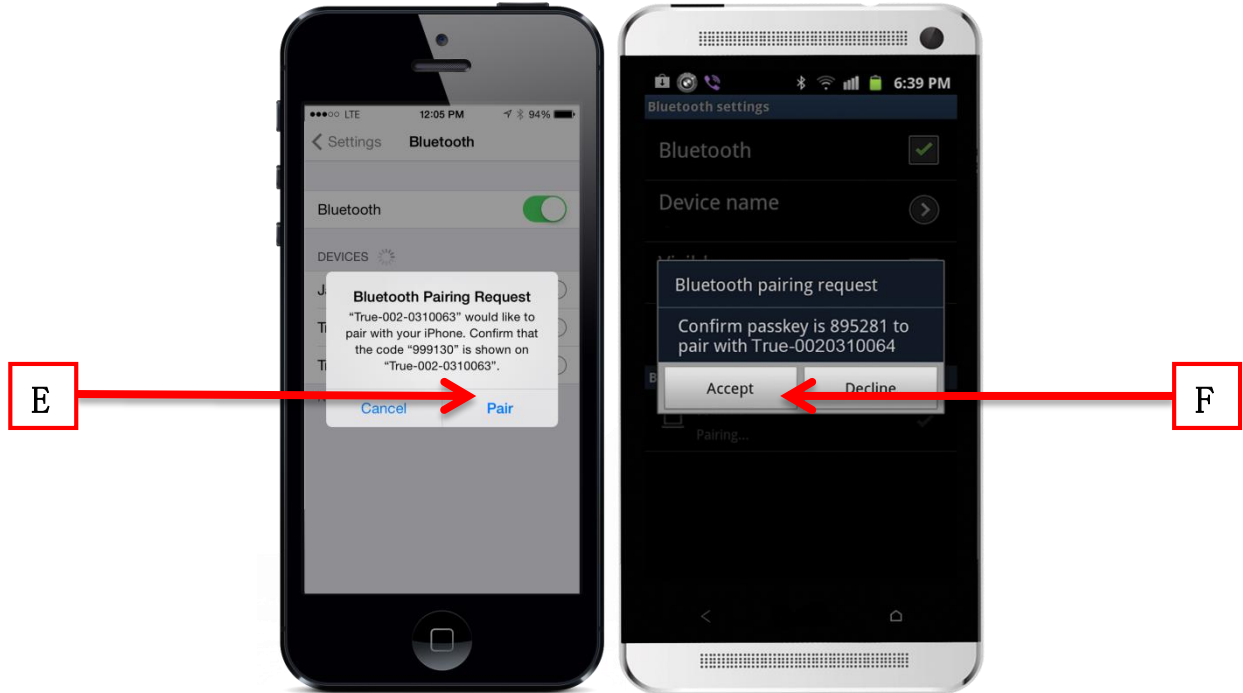 LTE 12:05 PM 94%
Settings Bluetooth
Bluetooth
DEVICES
J
Bluetooth Pairing Request
“True-002-0310063” would like to
pair with your iPhone. Confirm that
the code “999130” is shown on
“True-002-0310063”.
Cancel Pair
E
6:39 PM
Bluetooth settings
Bluetooth
Device name
Bluetooth pairing request
Confirm passkey is 895281 to
pair with True-0020310064
Accept Decline
Pairing...
F